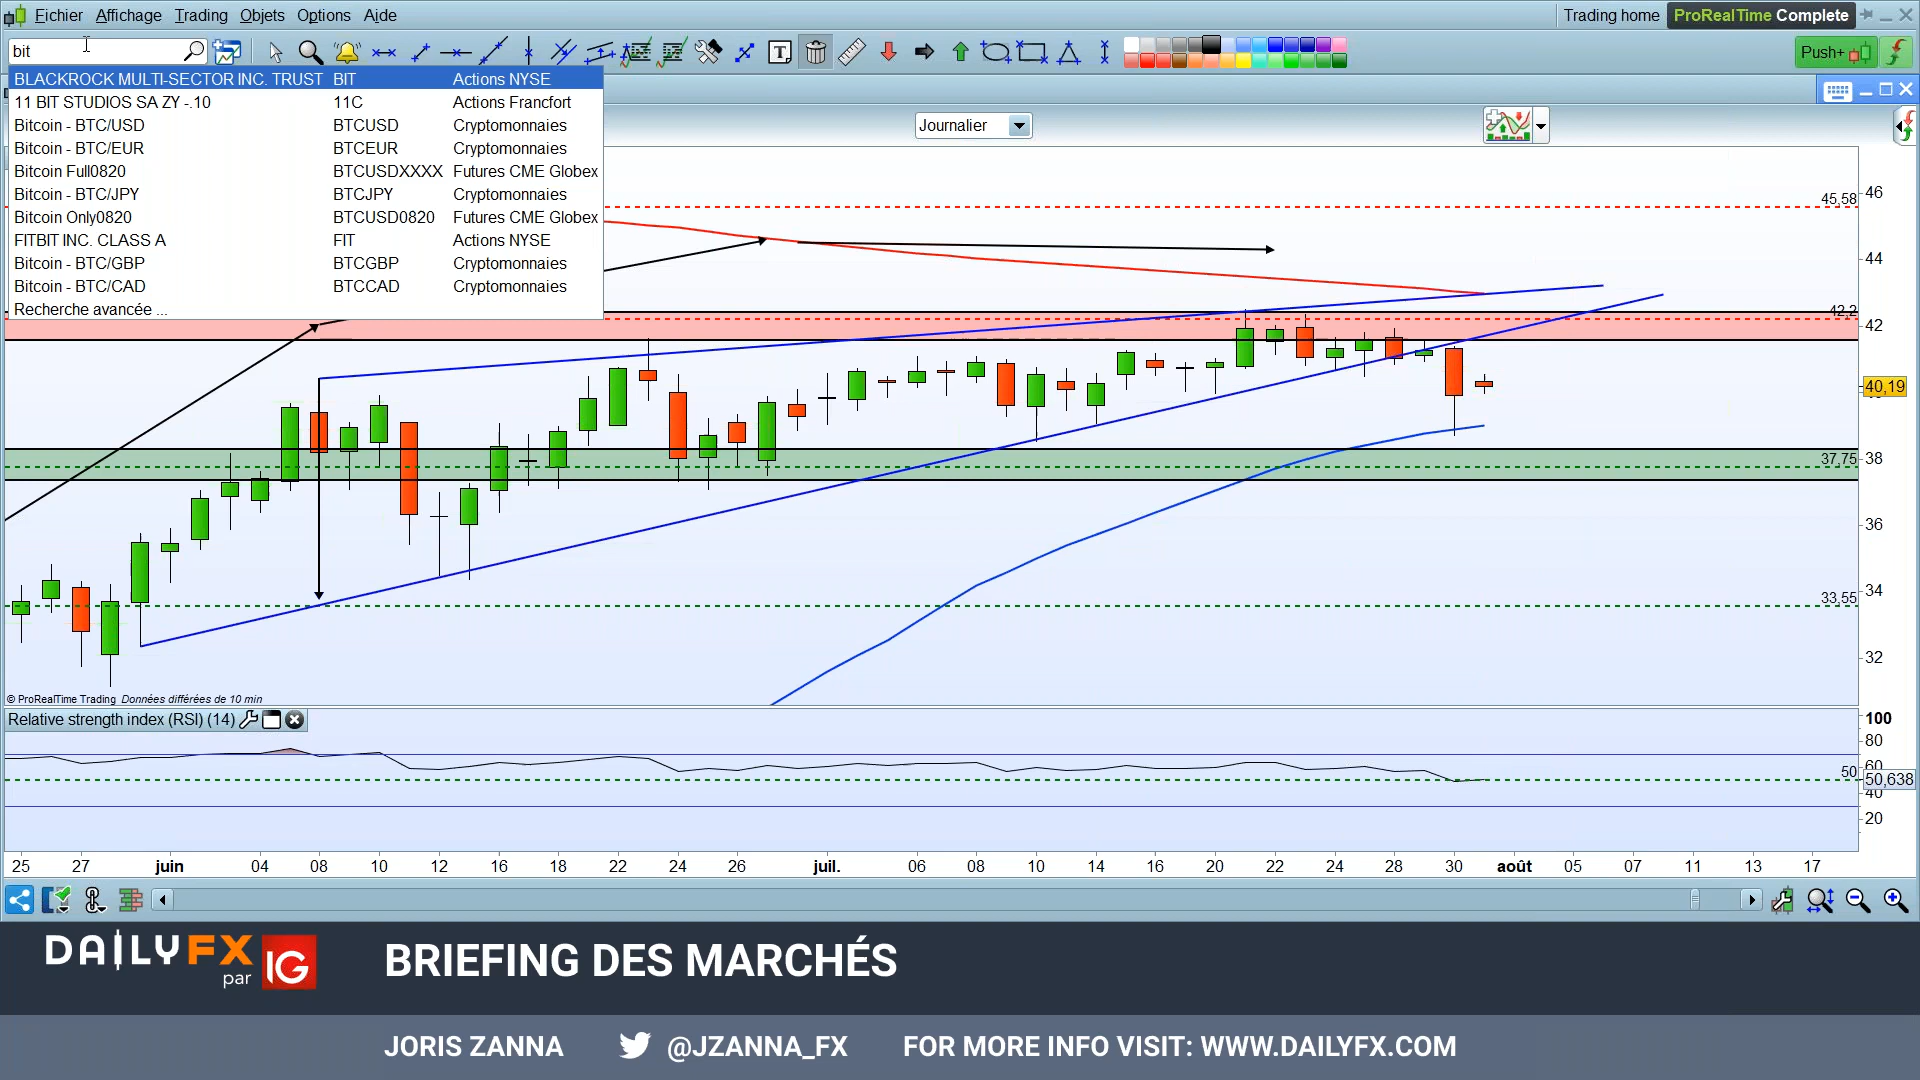 Fichier Affichage Trading Objets Options Aide
Trading home ProRealTime Complete
bit
Push+
BLACKROCK MULTI-SECTOR INC. TRUST BIT Actions NYSE
11 BIT STUDIOS SA ZY -.10 11C Actions Francfort
Bitcoin - BTC/USD BTCUSD Cryptomonnaies
Bitcoin - BTC/EUR BTCEUR Cryptomonnaies
Bitcoin Full0820 BTCUSDXXXX Futures CME Globex
Bitcoin - BTC/JPY BTCJPY Cryptomonnaies
Bitcoin Only0820 BTCUSD0820 Futures CME Globex
FITBIT INC. CLASS A FIT Actions NYSE
Bitcoin - BTC/GBP BTCGBP Cryptomonnaies
Bitcoin - BTC/CAD BTCCAD Cryptomonnaies
Recherche avancée ...
Journalier
46
45,58
44
42,2
42
40,19
38
37,75
36
34
33,55
32
© ProRealTime Trading Données différées de 10 min
Relative strength index (RSI) (14)
100
80
60
50
50,638
40
20
25 27 juin 04 08 10 12 16 18 22 24 26 juil. 06 08 10 14 16 20 22 24 28 30 août 05 07 11 13 17
DAILYFX
par IG
BRIEFING DES MARCHÉS
JORIS ZANNA @JZANNA_FX FOR MORE INFO VISIT: WWW.DAILYFX.COM